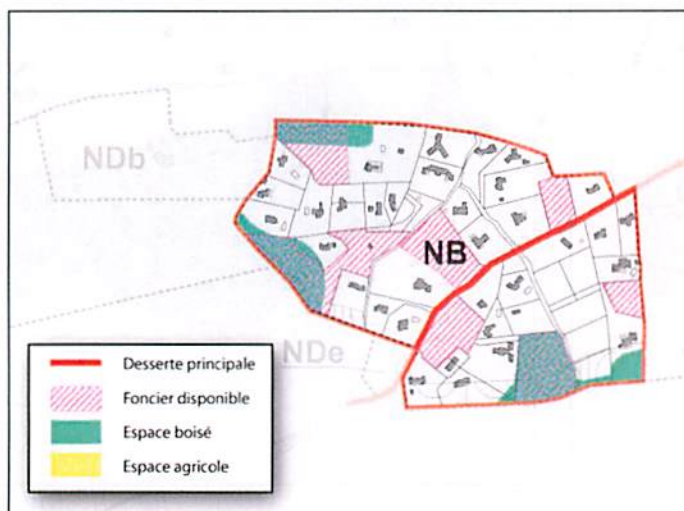 NDb
NB
NDe
Desserte principale
Foncier disponible
Espace boisé
Espace agricole